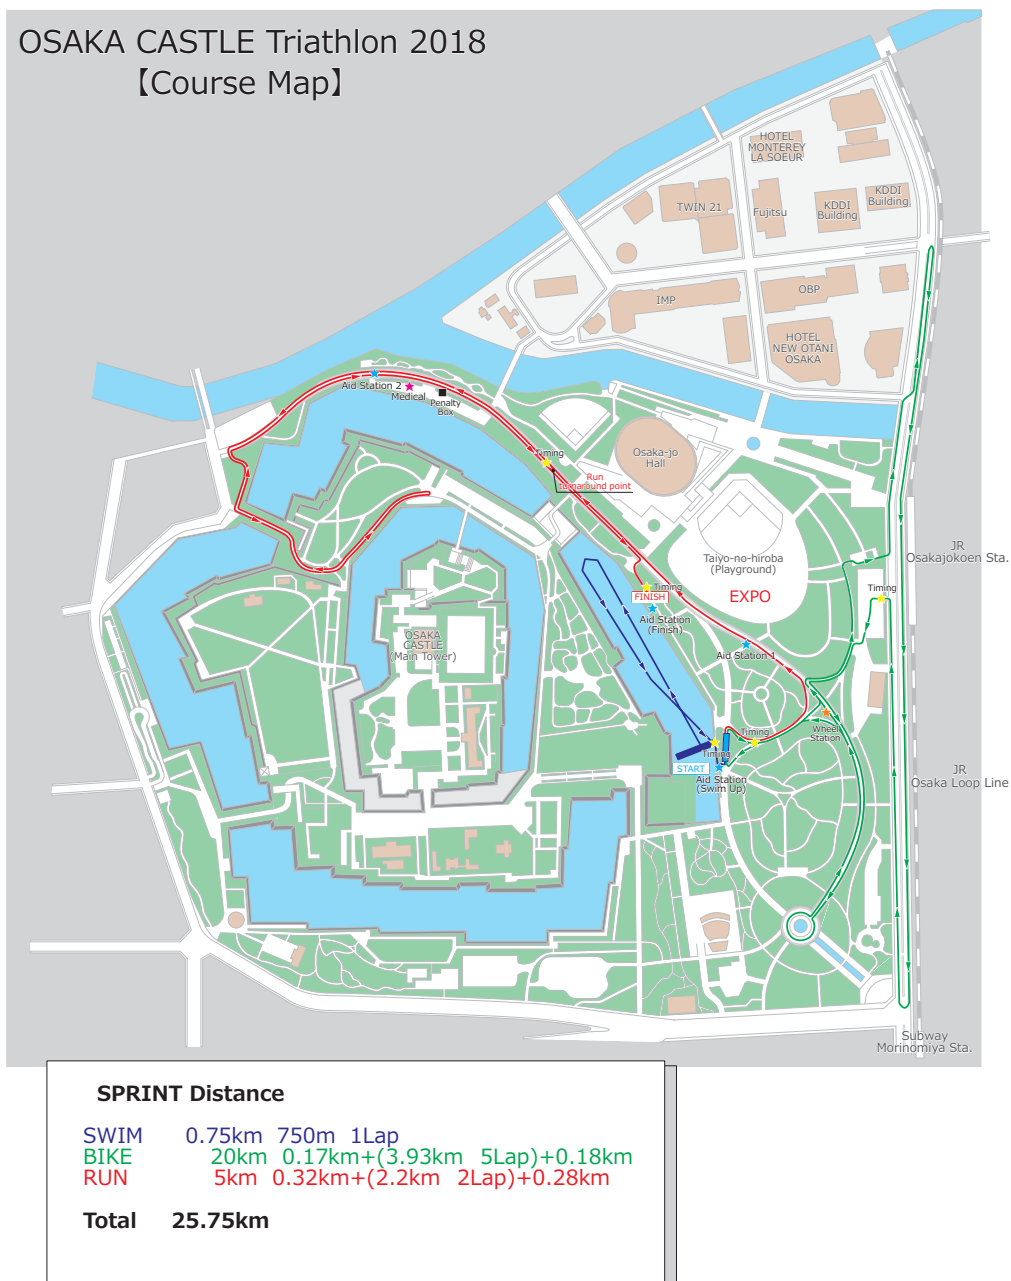 OSAKA CASTLE Triathlon 2018
【Course Map】
HOTEL
MONTEREY
LA SOEUR
TWIN 21
Fujitsu
KDDI
Building
KDDI
Building
IMP
OBP
HOTEL
NEW OTANI
OSAKA
Aid Station 2
Medical
Penalty
Box
Timing
Osaka-jo
Hall
Run
turnaround point
Taiyo-no-hiroba
(Playground)
EXPO
JR
Osakajokoen Sta.
Timing
Timing
FINISH
Aid Station
(Finish)
OSAKA
CASTLE
(Main Tower)
Aid Station 1
Wheel
Station
Timing
Timing
START
Aid Station
(Swim Up)
JR
Osaka Loop Line
Subway
Morinomiya Sta.
SPRINT Distance
SWIM 0.75km 750m 1Lap
BIKE 20km 0.17km+(3.93km 5Lap)+0.18km
RUN 5km 0.32km+(2.2km 2Lap)+0.28km
Total 25.75km